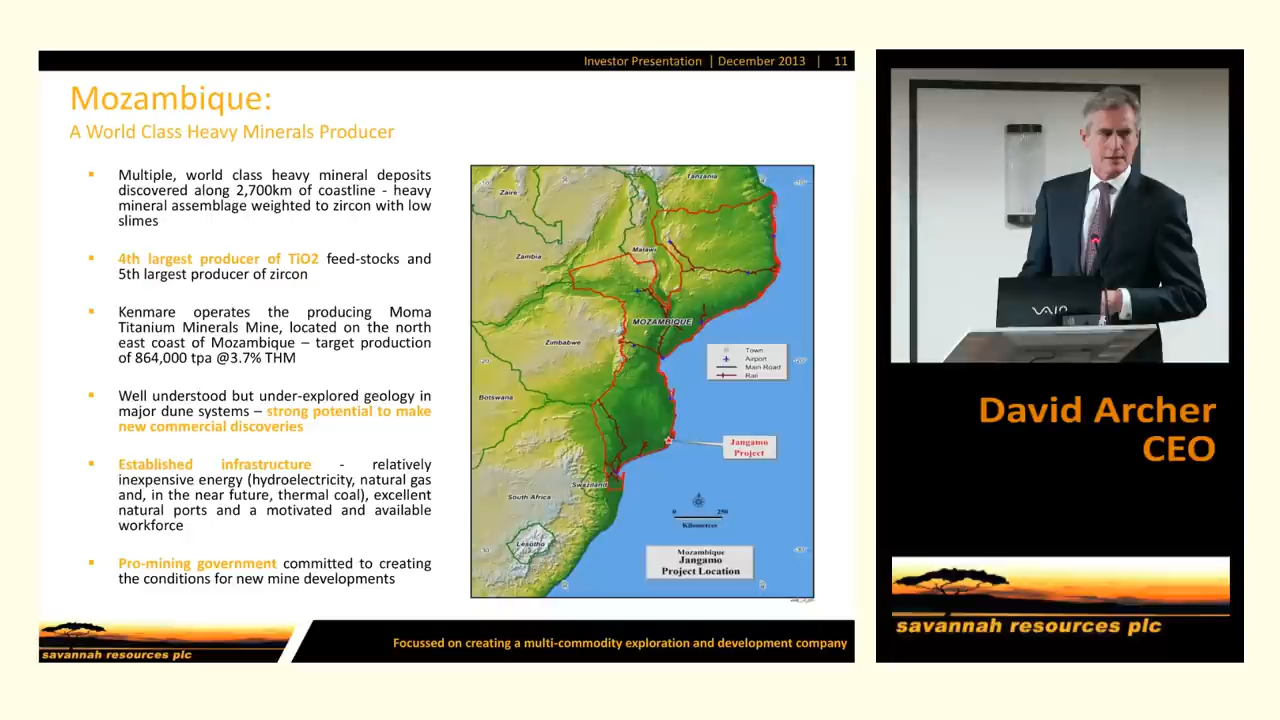 Investor Presentation | December 2013 | 11
Mozambique:
A World Class Heavy Minerals Producer
Multiple, world class heavy mineral deposits
discovered along 2,700km of coastline - heavy
mineral assemblage weighted to zircon with low
slimes
4th largest producer of TiO2 feed-stocks and
5th largest producer of zircon
Kenmare operates the producing Moma
Titanium Minerals Mine, located on the north
east coast of Mozambique – target production
of 864,000 tpa @3.7% THM
Well understood but under-explored geology in
major dune systems – strong potential to make
new commercial discoveries
Established infrastructure - relatively
inexpensive energy (hydroelectricity, natural gas
and, in the near future, thermal coal), excellent
natural ports and a motivated and available
workforce
Pro-mining government committed to creating
the conditions for new mine developments
Tanzania
Zaire
Malawi
Zambia
MOZAMBIQUE
Zimbabwe
Town
Airport
Main Road
Rail
Botswana
Jangamo
Project
Swaziland
South Africa
0 250
Kilometres
Lesotho
Mozambique
Jangamo
Project Location
savannah resources plc
Focussed on creating a multi-commodity exploration and development company
VAIO
David Archer
CEO
savannah resources plc